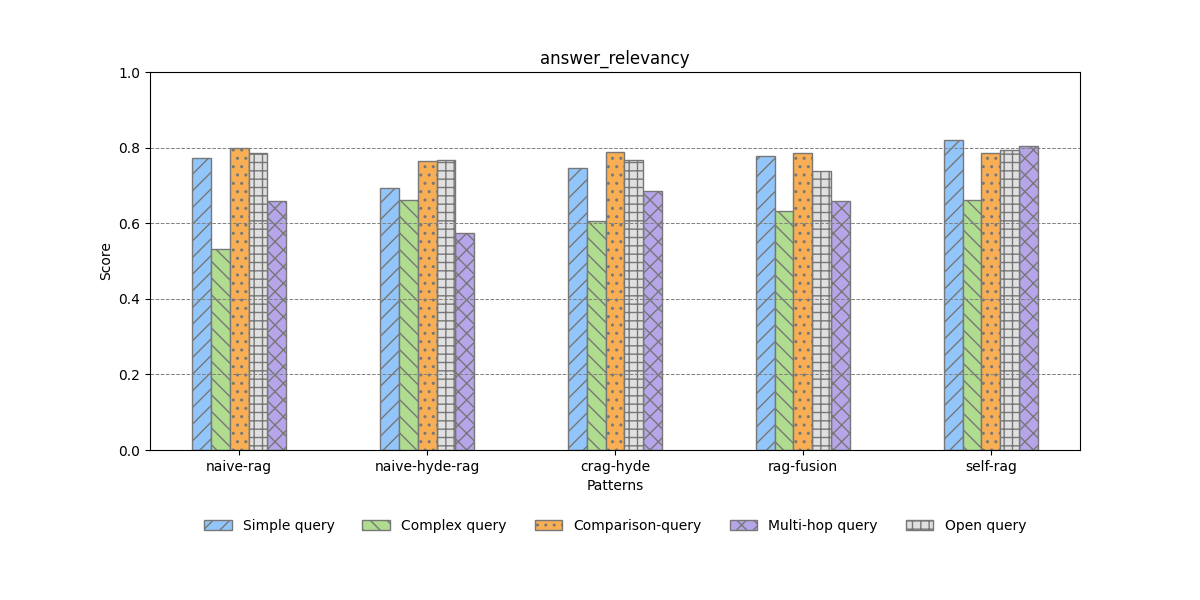 answer_relevancy
1.0
0.8
0.6
0.4
0.2
0.0
Score
naive-rag naive-hyde-rag crag-hyde rag-fusion self-rag
Patterns
Simple query Complex query Comparison-query Multi-hop query Open query